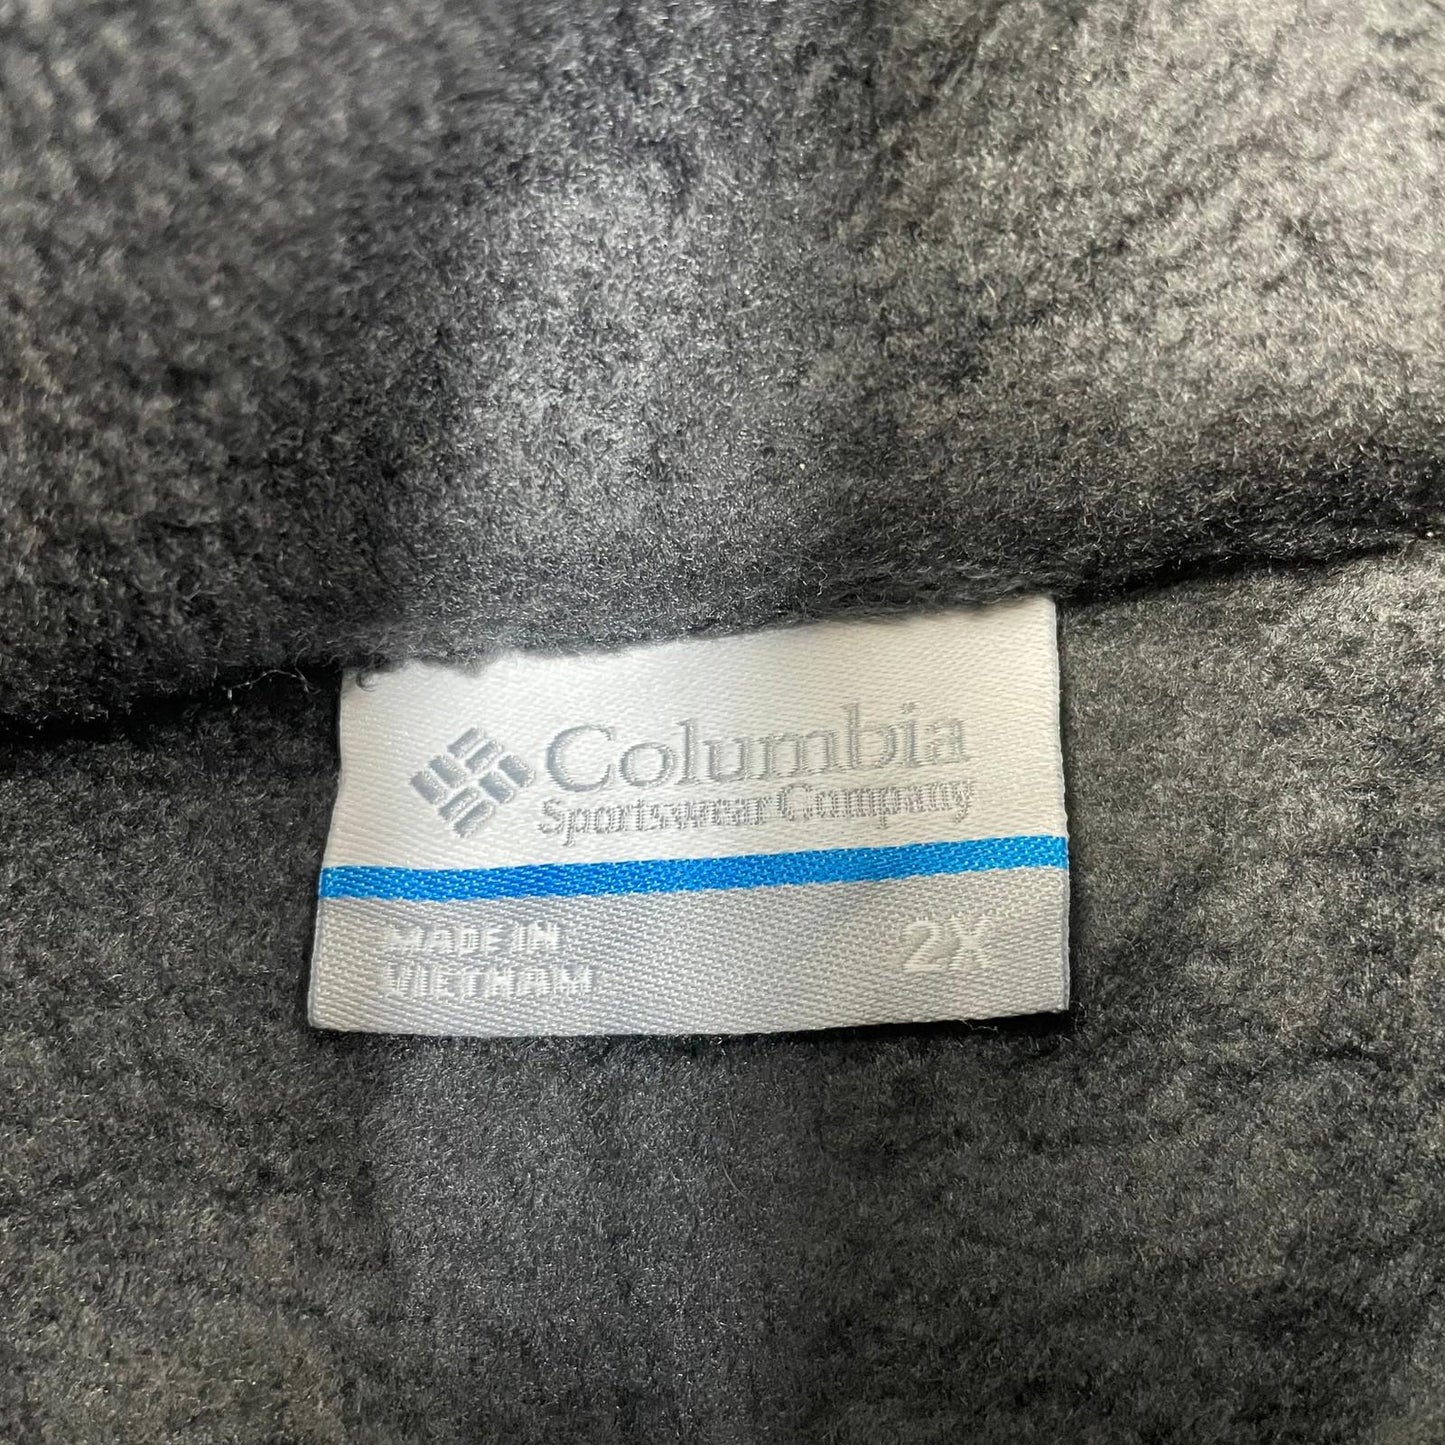 Columbia
Sportswear Company
MADE IN
VIETNAM
2X